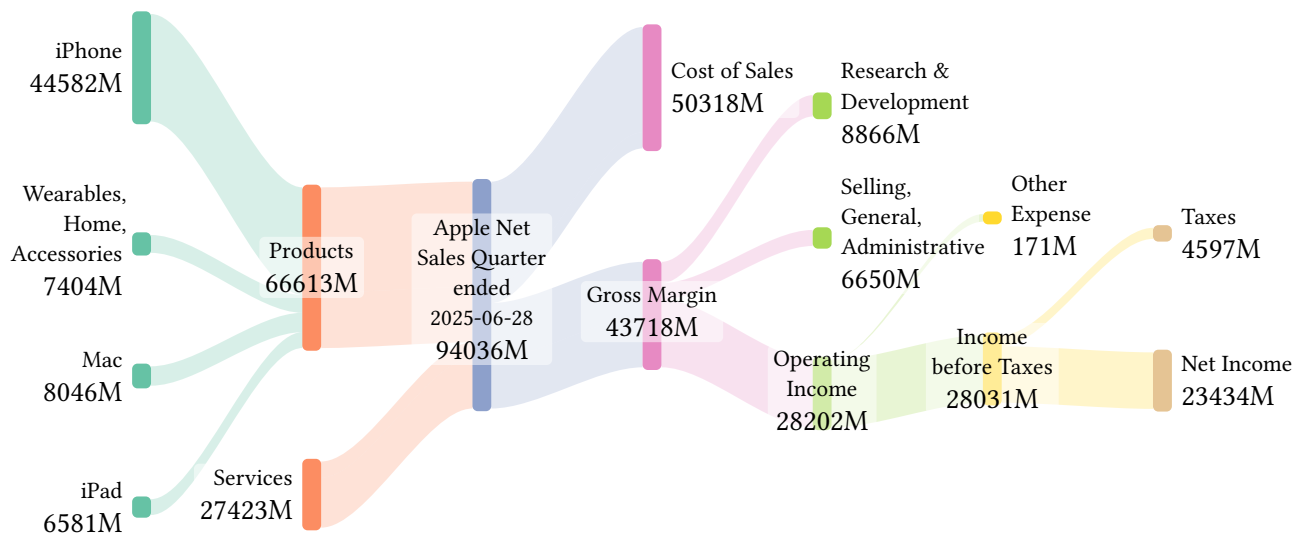 iPhone
44582M
Wearables,
Home,
Accessories
7404M
Mac
8046M
iPad
6581M
Products
66613M
Services
27423M
Apple Net
Sales Quarter
ended
2025-06-28
94036M
Cost of Sales
50318M
Gross Margin
43718M
Research &
Development
8866M
Selling,
General,
Administrative
6650M
Operating
Income
28202M
Other
Expense
171M
Income
before Taxes
28031M
Taxes
4597M
Net Income
23434M